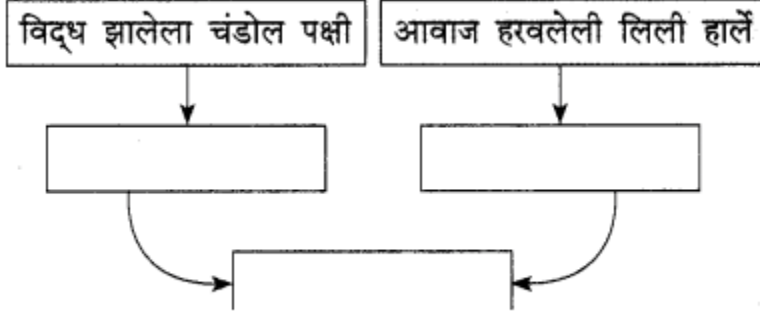 विद्ध झालेला चंडोल पक्षी
आवाज हरवलेली लिली हार्ले